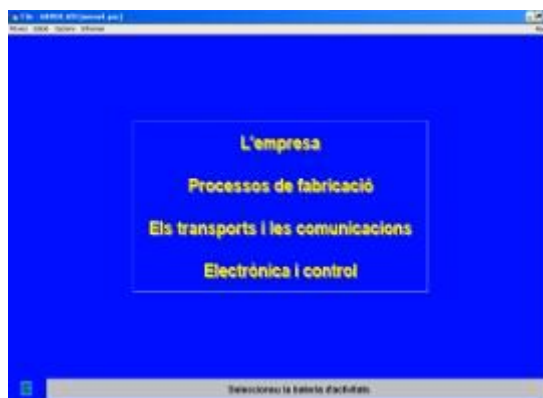 L'empresa
Processos de fabricació
Els transports i les comunicacions
Electrònica i control
Seleccioneu la bateria d'activitats